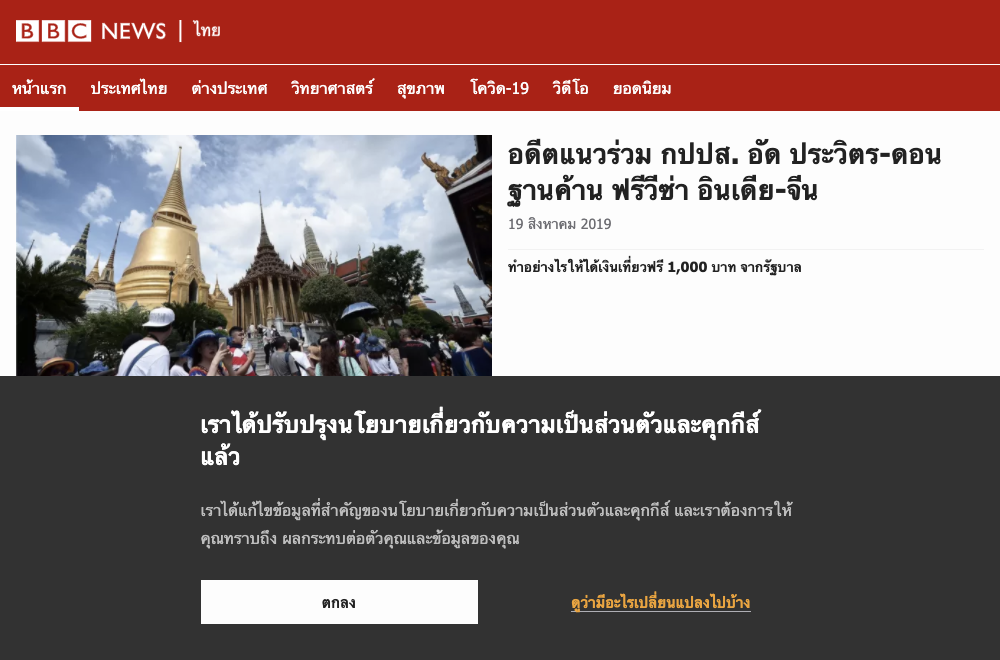 BBC NEWS | ไทย
หน้าแรก ประเทศไทย ต่างประเทศ วิทยาศาสตร์ สุขภาพ โควิด-19 วิดีโอ ยอดนิยม
อดีตแนวร่วม กปปส. อัด ประวิตร-ดอน
ฐานค้าน ฟรีวีซ่า อินเดีย-จีน
19 สิงหาคม 2019
ทำอย่างไรให้ได้เงินเที่ยวฟรี 1,000 บาท จากรัฐบาล
เราได้ปรับปรุงนโยบายเกี่ยวกับความเป็นส่วนตัวและคุกกีส์
แล้ว
เราได้แก้ไขข้อมูลที่สำคัญของนโยบายเกี่ยวกับความเป็นส่วนตัวและคุกกีส์ และเราต้องการให้
คุณทราบถึง ผลกระทบต่อตัวคุณและข้อมูลของคุณ
ตกลง
ดูว่ามีอะไรเปลี่ยนแปลงไปบ้าง